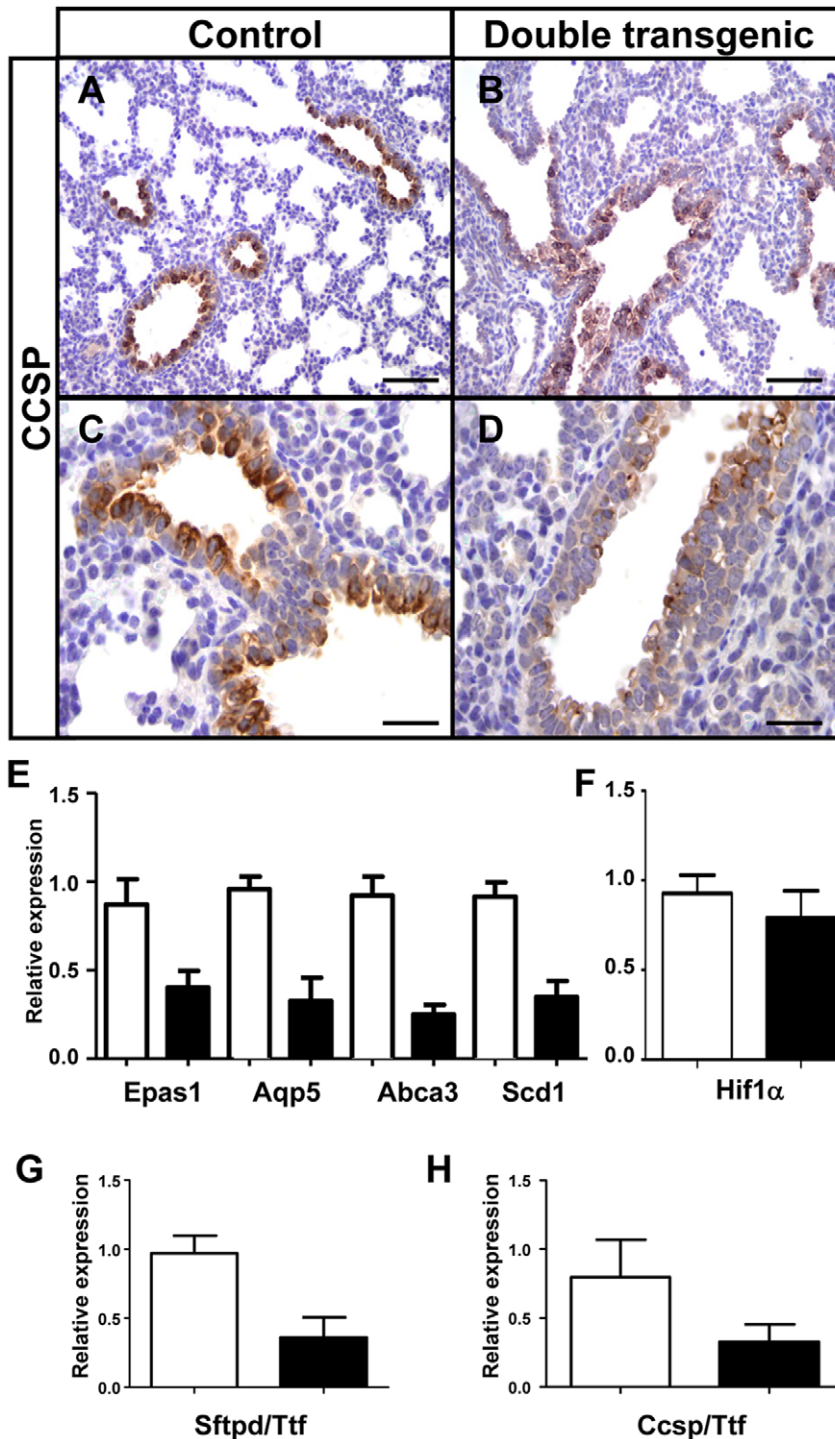 Control
Double transgenic
CCSP
A
B
C
D
E
Relative expression
1.5
1.0
0.5
0.0
Epas1
Aqp5
Abca3
Scd1
F
1.5
1.0
0.5
0.0
Hif1α
G
Relative expression
1.5
1.0
0.5
0.0
Sftpd/Ttf
H
Relative expression
1.5
1.0
0.5
0.0
Ccsp/Ttf